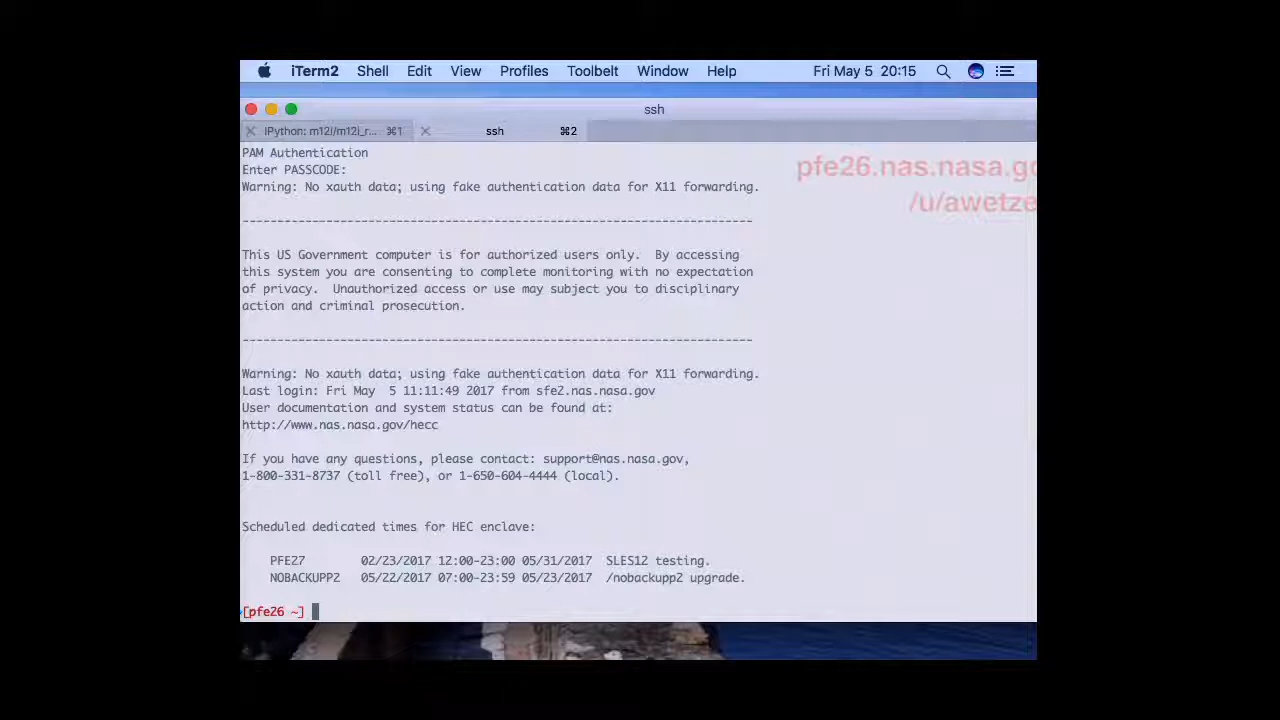 iTerm2 Shell Edit View Profiles Toolbelt Window Help Fri May 5 20:15
ssh
IPython: m12i/m12i_r... ⌘1 ssh ⌘2
pfe26.nas.nasa.go
/u/awetze
PAM Authentication
Enter PASSCODE:
Warning: No xauth data; using fake authentication data for X11 forwarding.
-------------------------------------------------------------------------
This US Government computer is for authorized users only.  By accessing
this system you are consenting to complete monitoring with no expectation
of privacy.  Unauthorized access or use may subject you to disciplinary
action and criminal prosecution.
-------------------------------------------------------------------------
Warning: No xauth data; using fake authentication data for X11 forwarding.
Last login: Fri May  5 11:11:49 2017 from sfe2.nas.nasa.gov
User documentation and system status can be found at:
http://www.nas.nasa.gov/hecc
If you have any questions, please contact: support@nas.nasa.gov,
1-800-331-8737 (toll free), or 1-650-604-4444 (local).
Scheduled dedicated times for HEC enclave:
PFE27 02/23/2017 12:00-23:00 05/31/2017 SLES12 testing.
NOBACKUPP2 05/22/2017 07:00-23:59 05/23/2017 /nobackupp2 upgrade.
[pfe26 ~]